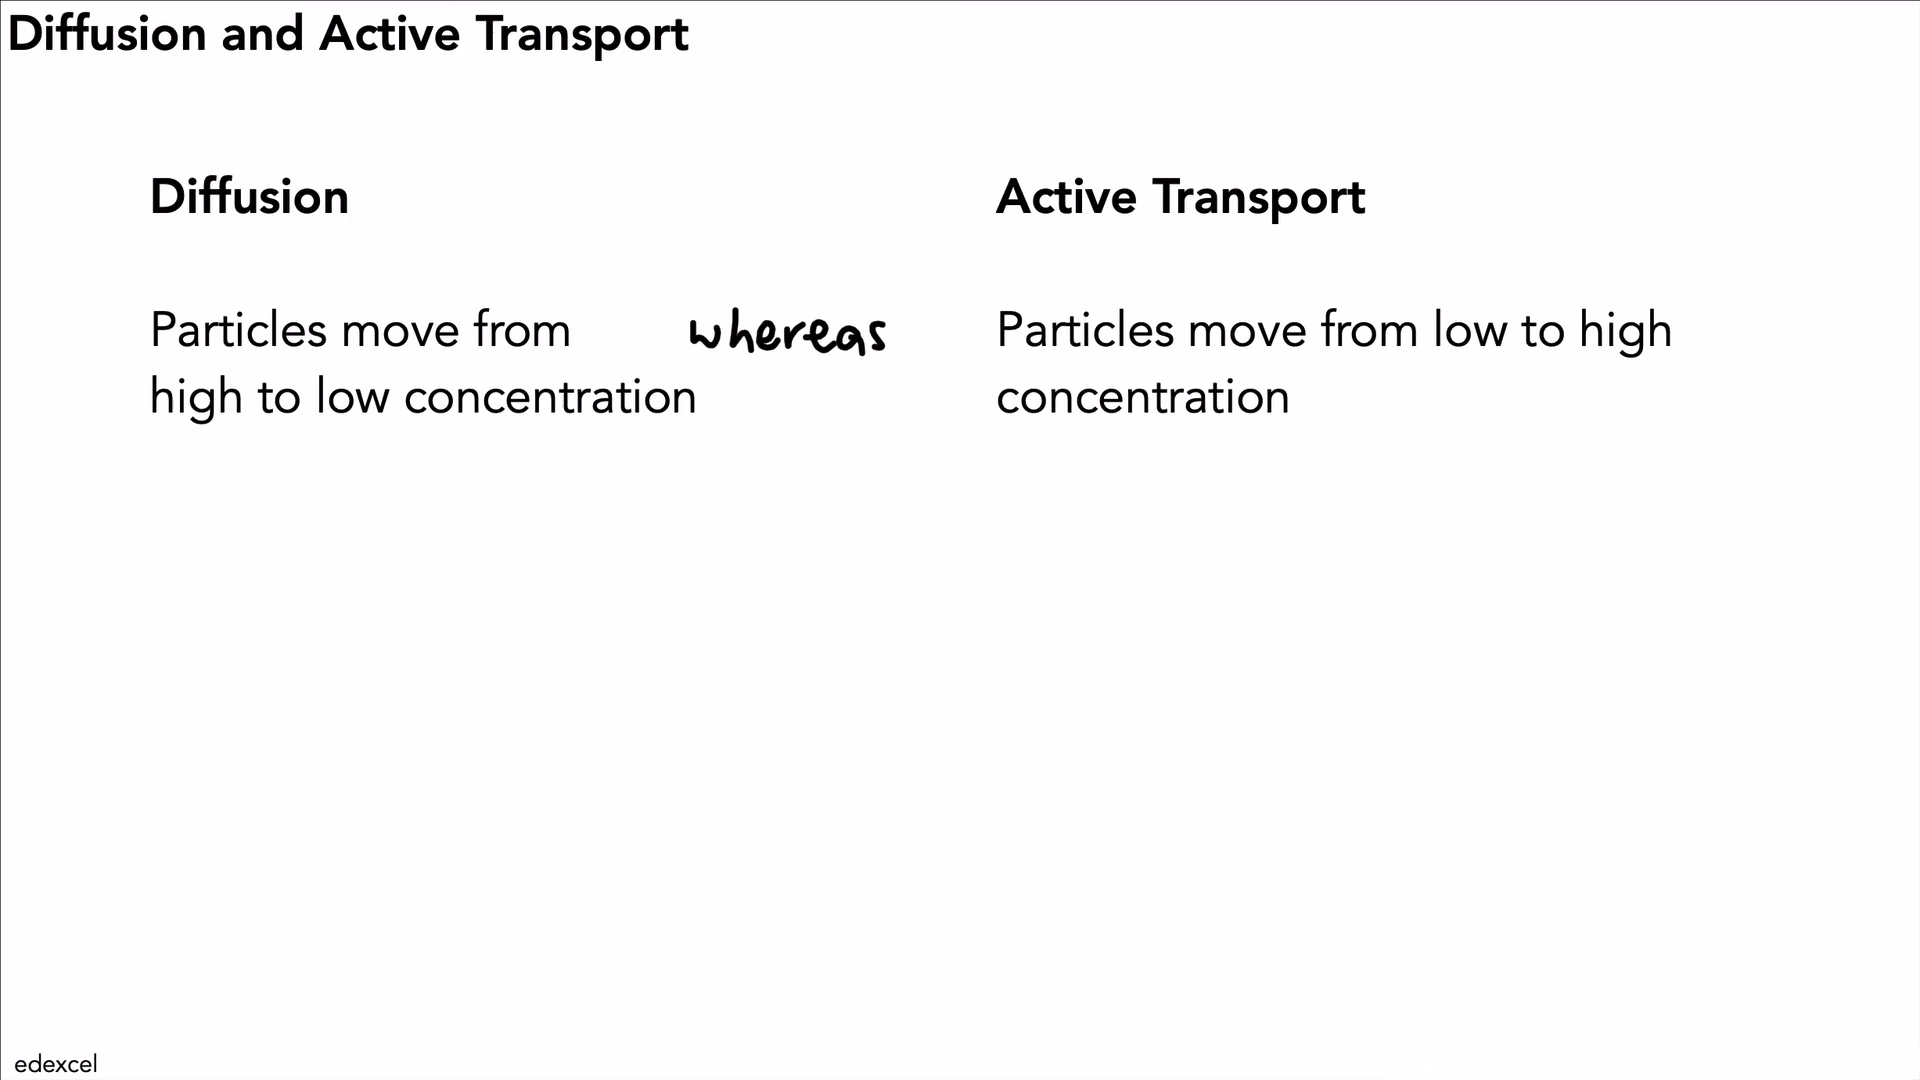 Diffusion and Active Transport
Diffusion
Active Transport
Particles move from
high to low concentration
whereas
Particles move from low to high
concentration
edexcel